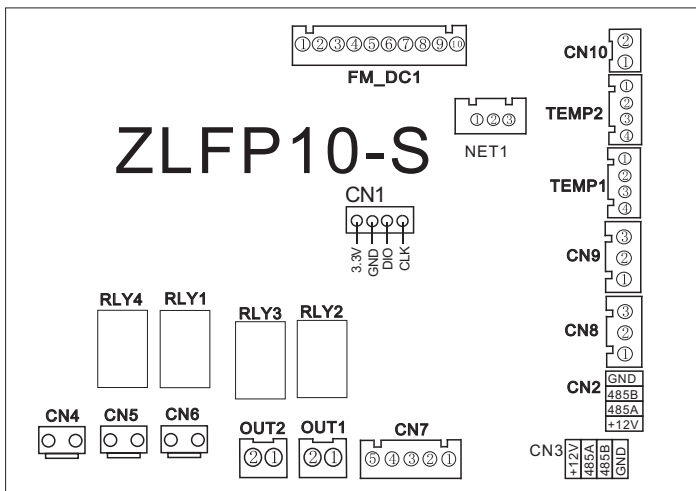 ①②③④⑤⑥⑦⑧⑨⑩
FM_DC1
②
①
CN10
①
②
③
④
TEMP2
①②③
NET1
ZLFP10-S
①
②
③
④
TEMP1
CN1
3.3V
GND
DIO
CLK
③
②
①
CN9
RLY4
RLY1
RLY3
RLY2
③
②
①
CN8
CN2
GND
485B
485A
+12V
CN4
CN5
CN6
OUT2
②①
OUT1
②①
CN7
⑤④③②①
CN3
+12V
485A
485B
GND